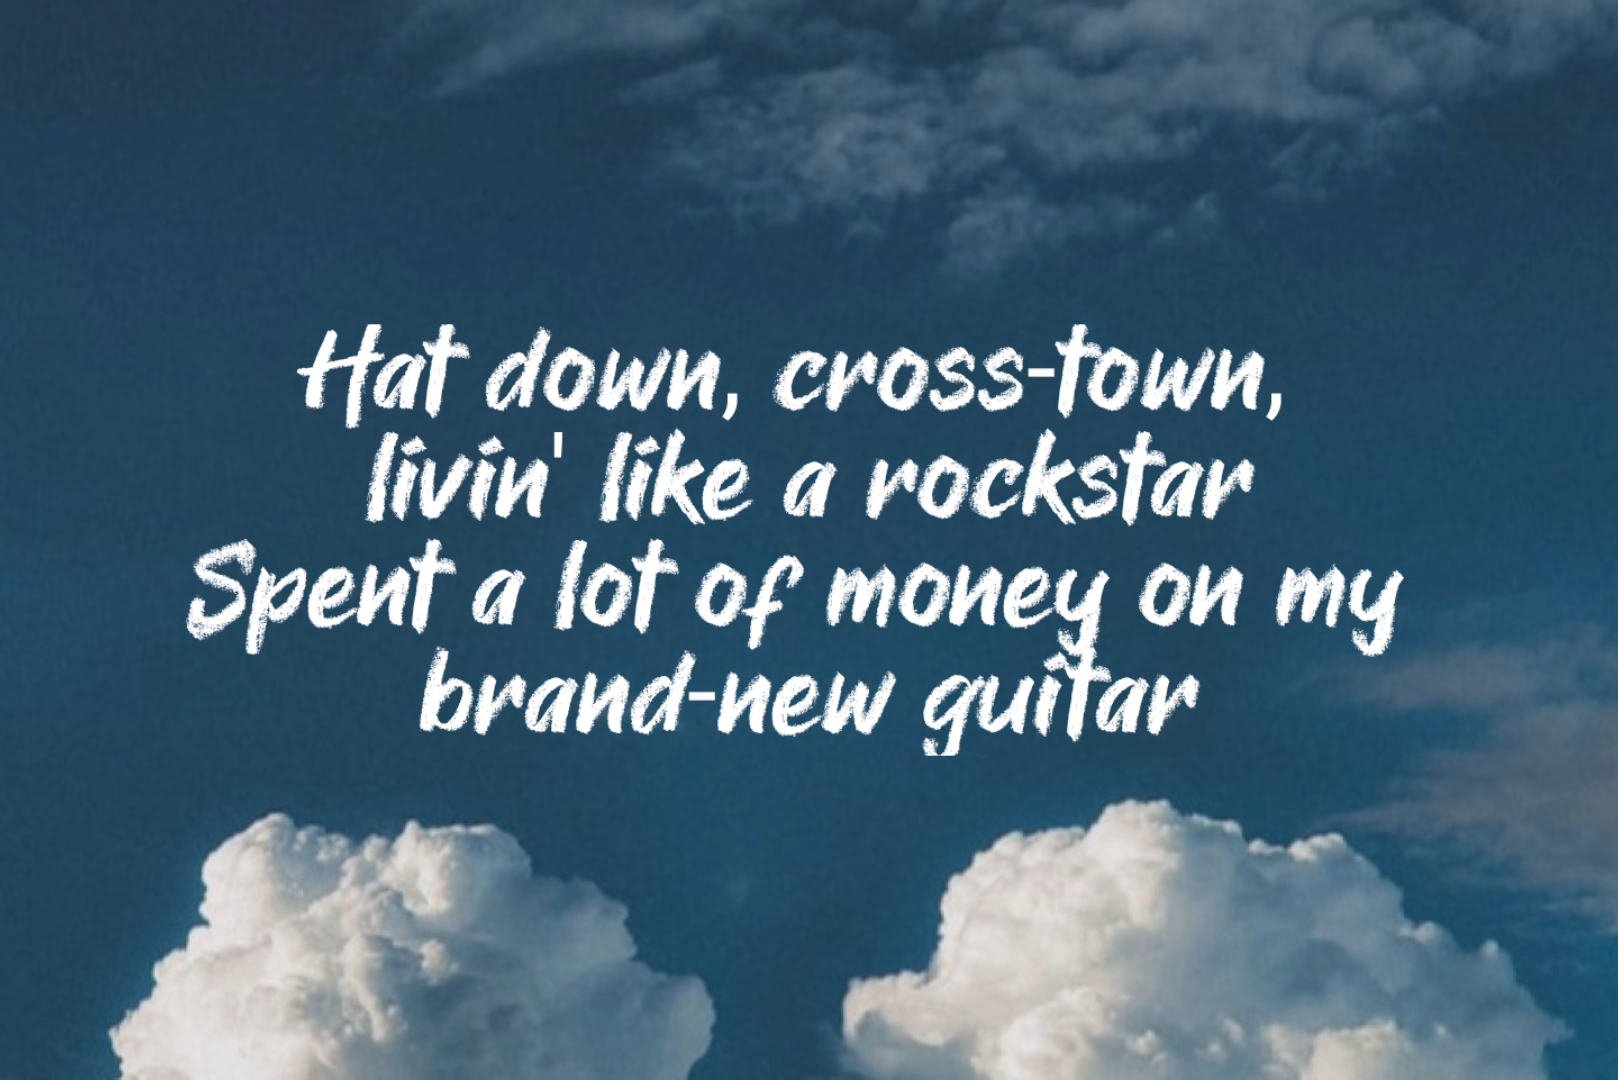 Hat down, cross-town,
livin' like a rockstar
Spent a lot of money on my
brand-new guitar